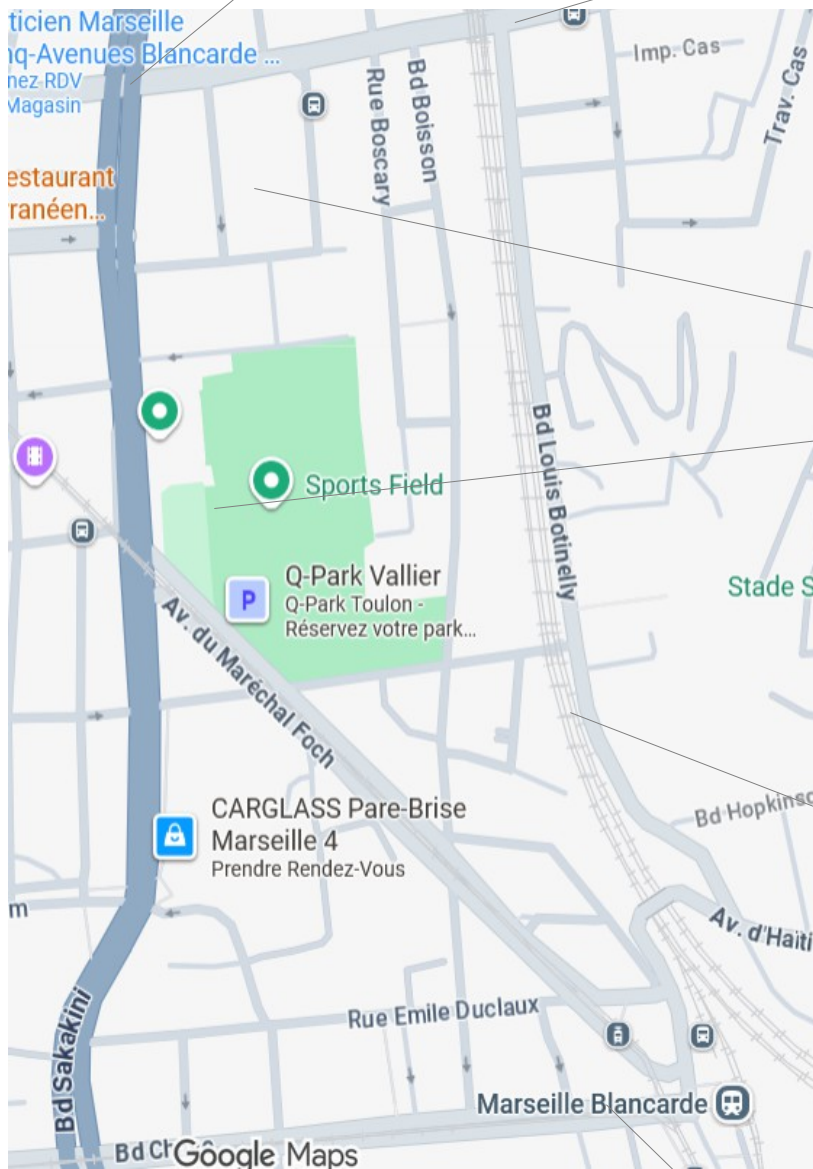 ticien Marseille
nq-Avenues Blancarde ...
nez RDV
Magasin
Imp. Cas
Trav. Cas
Rue Boscary
Bd Boisson
estaurant
ranéen...
Bd Louis Botinelly
Sports Field
Q-Park Vallier
Q-Park Toulon -
Réservez votre park...
P
Stade S
Av. du Maréchal Foch
CARGLASS Pare-Brise
Marseille 4
Prendre Rendez-Vous
Bd Hopkinso
m
Av. d'Haïti
Rue Emile Duclaux
Bd Sakakini
Marseille Blancarde
Bd Ch
Google Maps